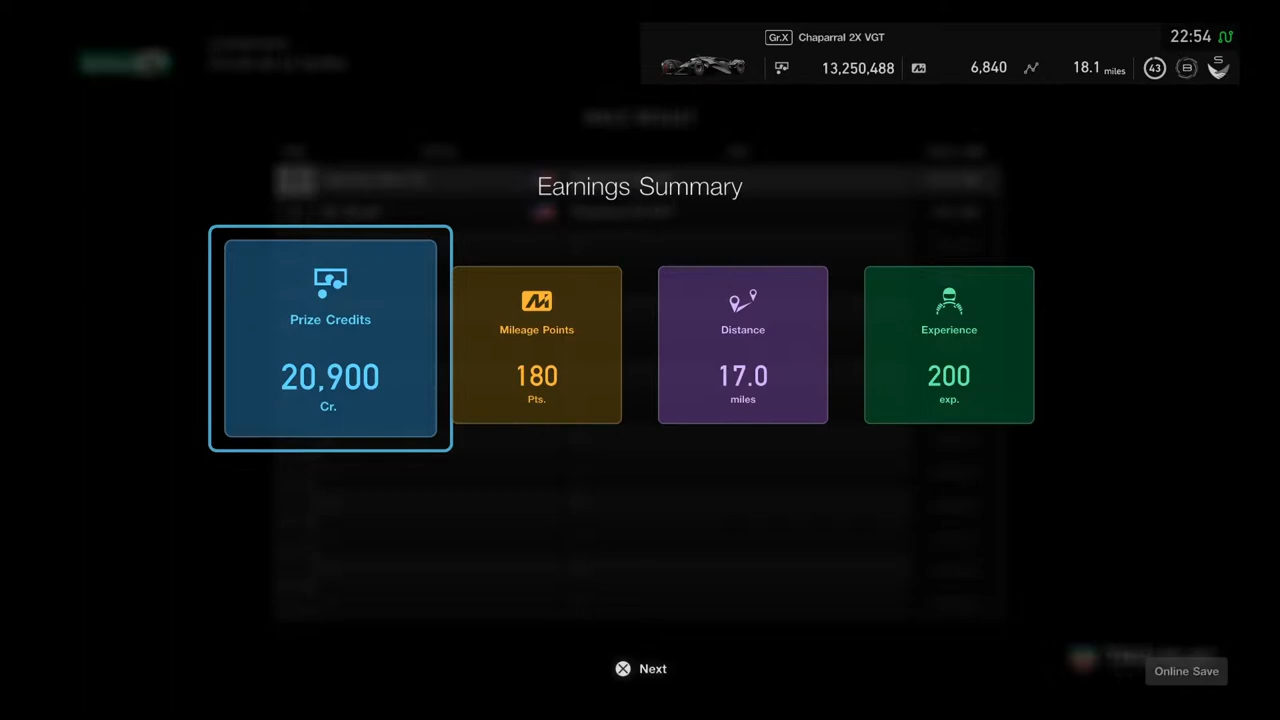 Gr.X Chaparral 2X VGT
22:54
13,250,488
6,840
18.1 miles
43
B
S
Earnings Summary
Prize Credits
20,900
Cr.
Mileage Points
180
Pts.
Distance
17.0
miles
Experience
200
exp.
Next
Online Save